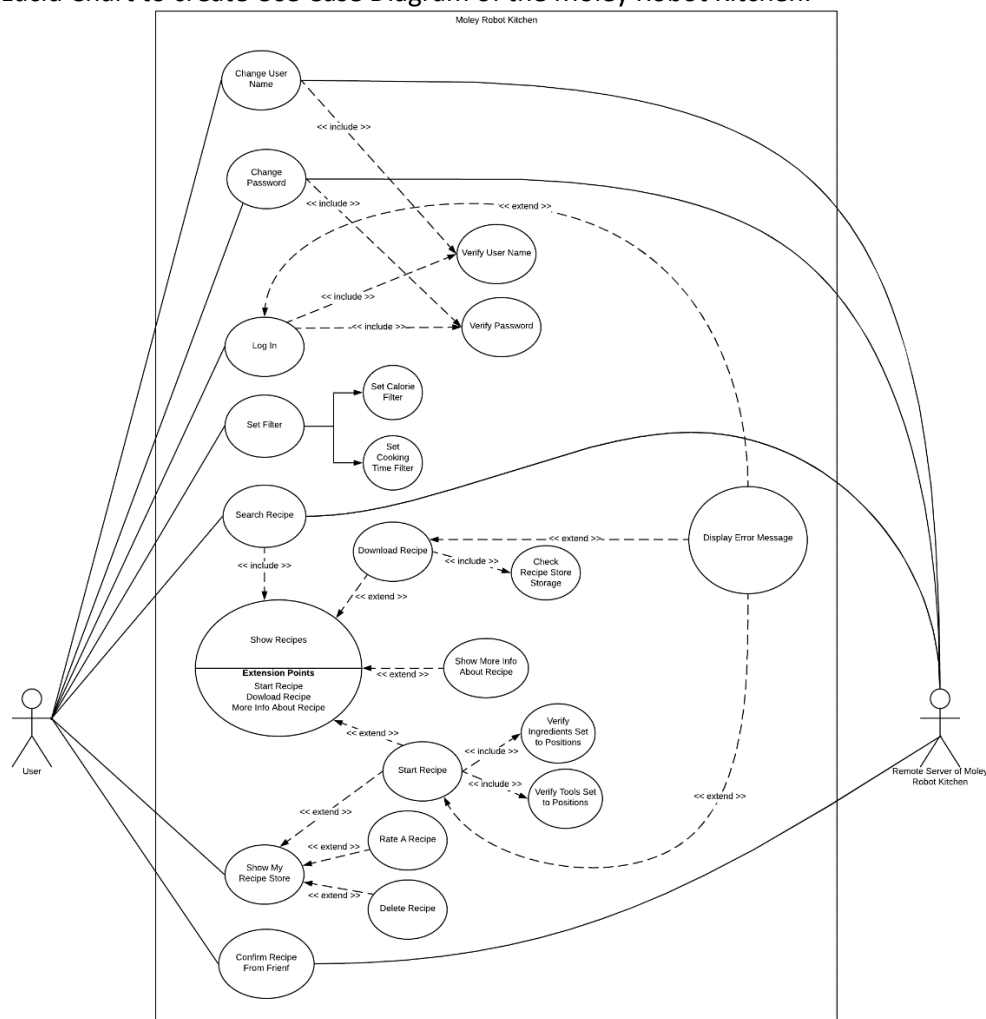 Lucid Chart to create Use Case Diagram of the Moley Robot Kitchen.
Moley Robot Kitchen
Change User
Name
<< include >>
Change
Password
<< include >>
<< extend >>
Verify User Name
<< include >>
Verify Password
<< include >>
Log In
Set Calorie
Filter
Set Filter
Set
Cooking
Time Filter
Search Recipe
Display Error Message
<< extend >>
Download Recipe
<< include >>
Check
Recipe Store
Storage
<< include >>
<< extend >>
Show Recipes
Extension Points
Start Recipe
Dowload Recipe
More Info About Recipe
<< extend >>
Show More Info
About Recipe
<< extend >>
Verify
Ingredients Set
to Positions
<< include >>
Start Recipe
<< include >>
Verify Tools Set
to Positions
User
Remote Server of Moley
Robot Kitchen
<< extend >>
<< extend >>
Rate A Recipe
<< extend >>
Show My
Recipe Store
<< extend >>
Delete Recipe
Confirm Recipe
From Frienf